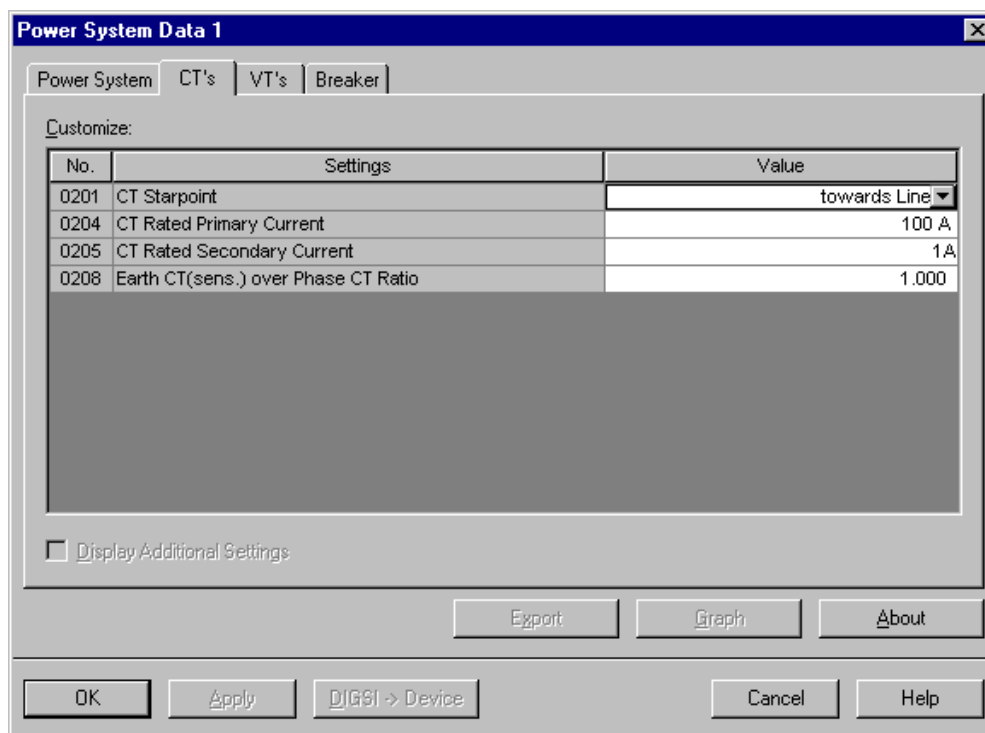 Power System Data 1
Power System CT's VT's Breaker
Customize:
No. Settings Value
0201 CT Starpoint towards Line
0204 CT Rated Primary Current 100 A
0205 CT Rated Secondary Current 1A
0208 Earth CT(sens.) over Phase CT Ratio 1.000
Display Additional Settings
Export Graph About
OK Apply DIGSI -> Device Cancel Help